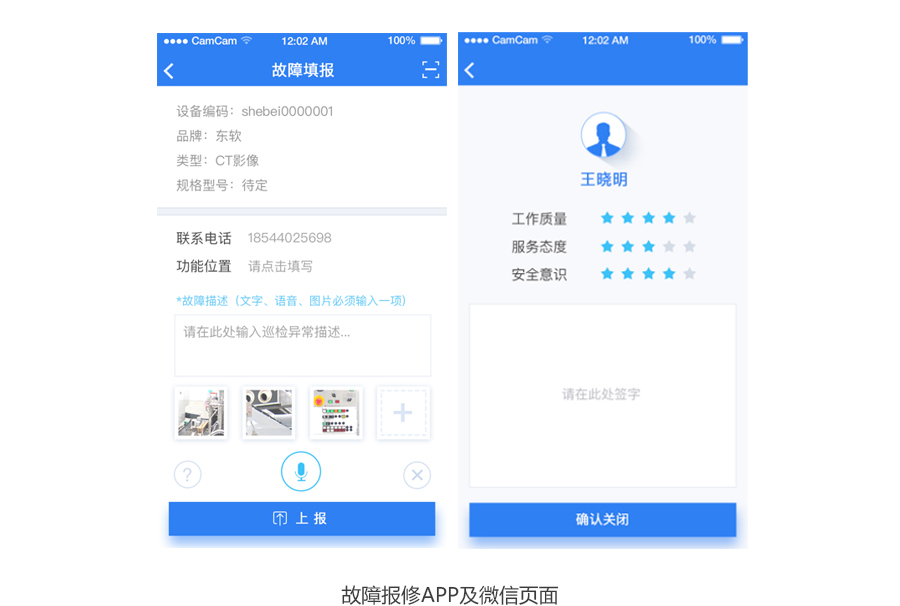 CamCam 12:02 AM 100%
故障填报
设备编码：shebei0000001
品牌：东软
类型：CT影像
规格型号：待定
联系电话 18544025698
功能位置 请点击填写
*故障描述（文字、语音、图片必须输入一项）
请在此处输入巡检异常描述...
?
上 报
CamCam 12:02 AM 100%
王晓明
工作质量
服务态度
安全意识
请在此处签字
确认关闭
故障报修APP及微信页面